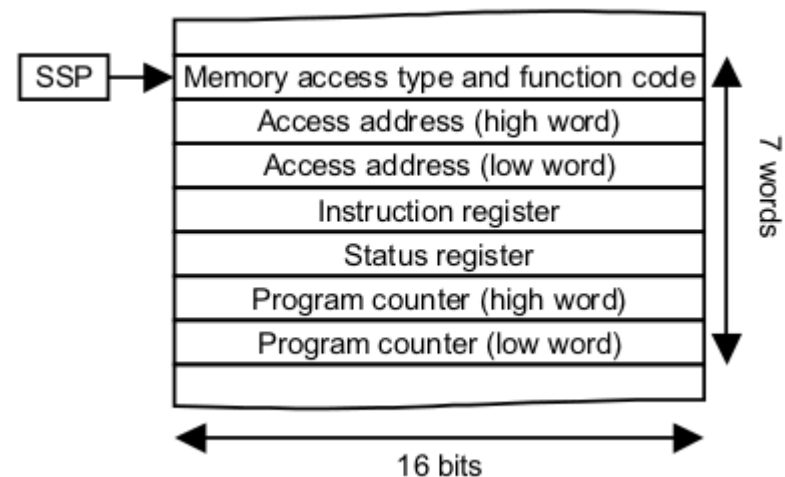 SSP
Memory access type and function code
Access address (high word)
Access address (low word)
Instruction register
Status register
Program counter (high word)
Program counter (low word)
7 words
16 bits